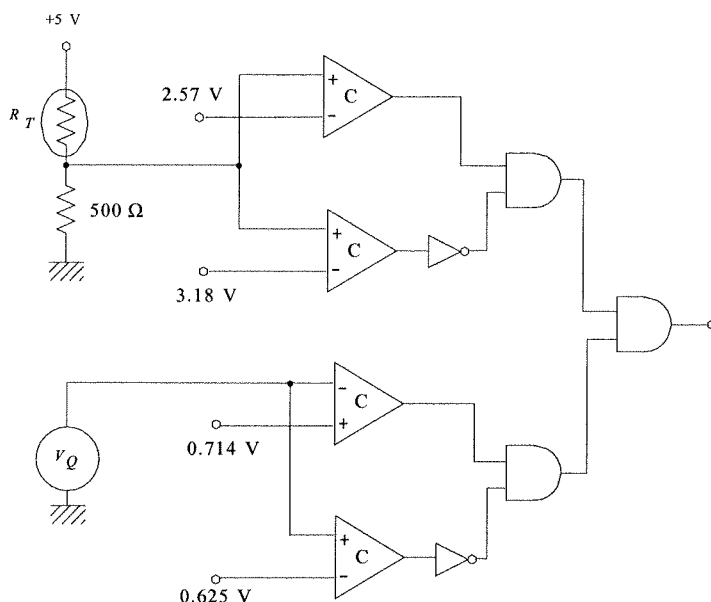 +5 V
2.57 V
+
C
−
R T
500 Ω
+
C
−
3.18 V
−
C
+
0.714 V
V Q
+
C
−
0.625 V